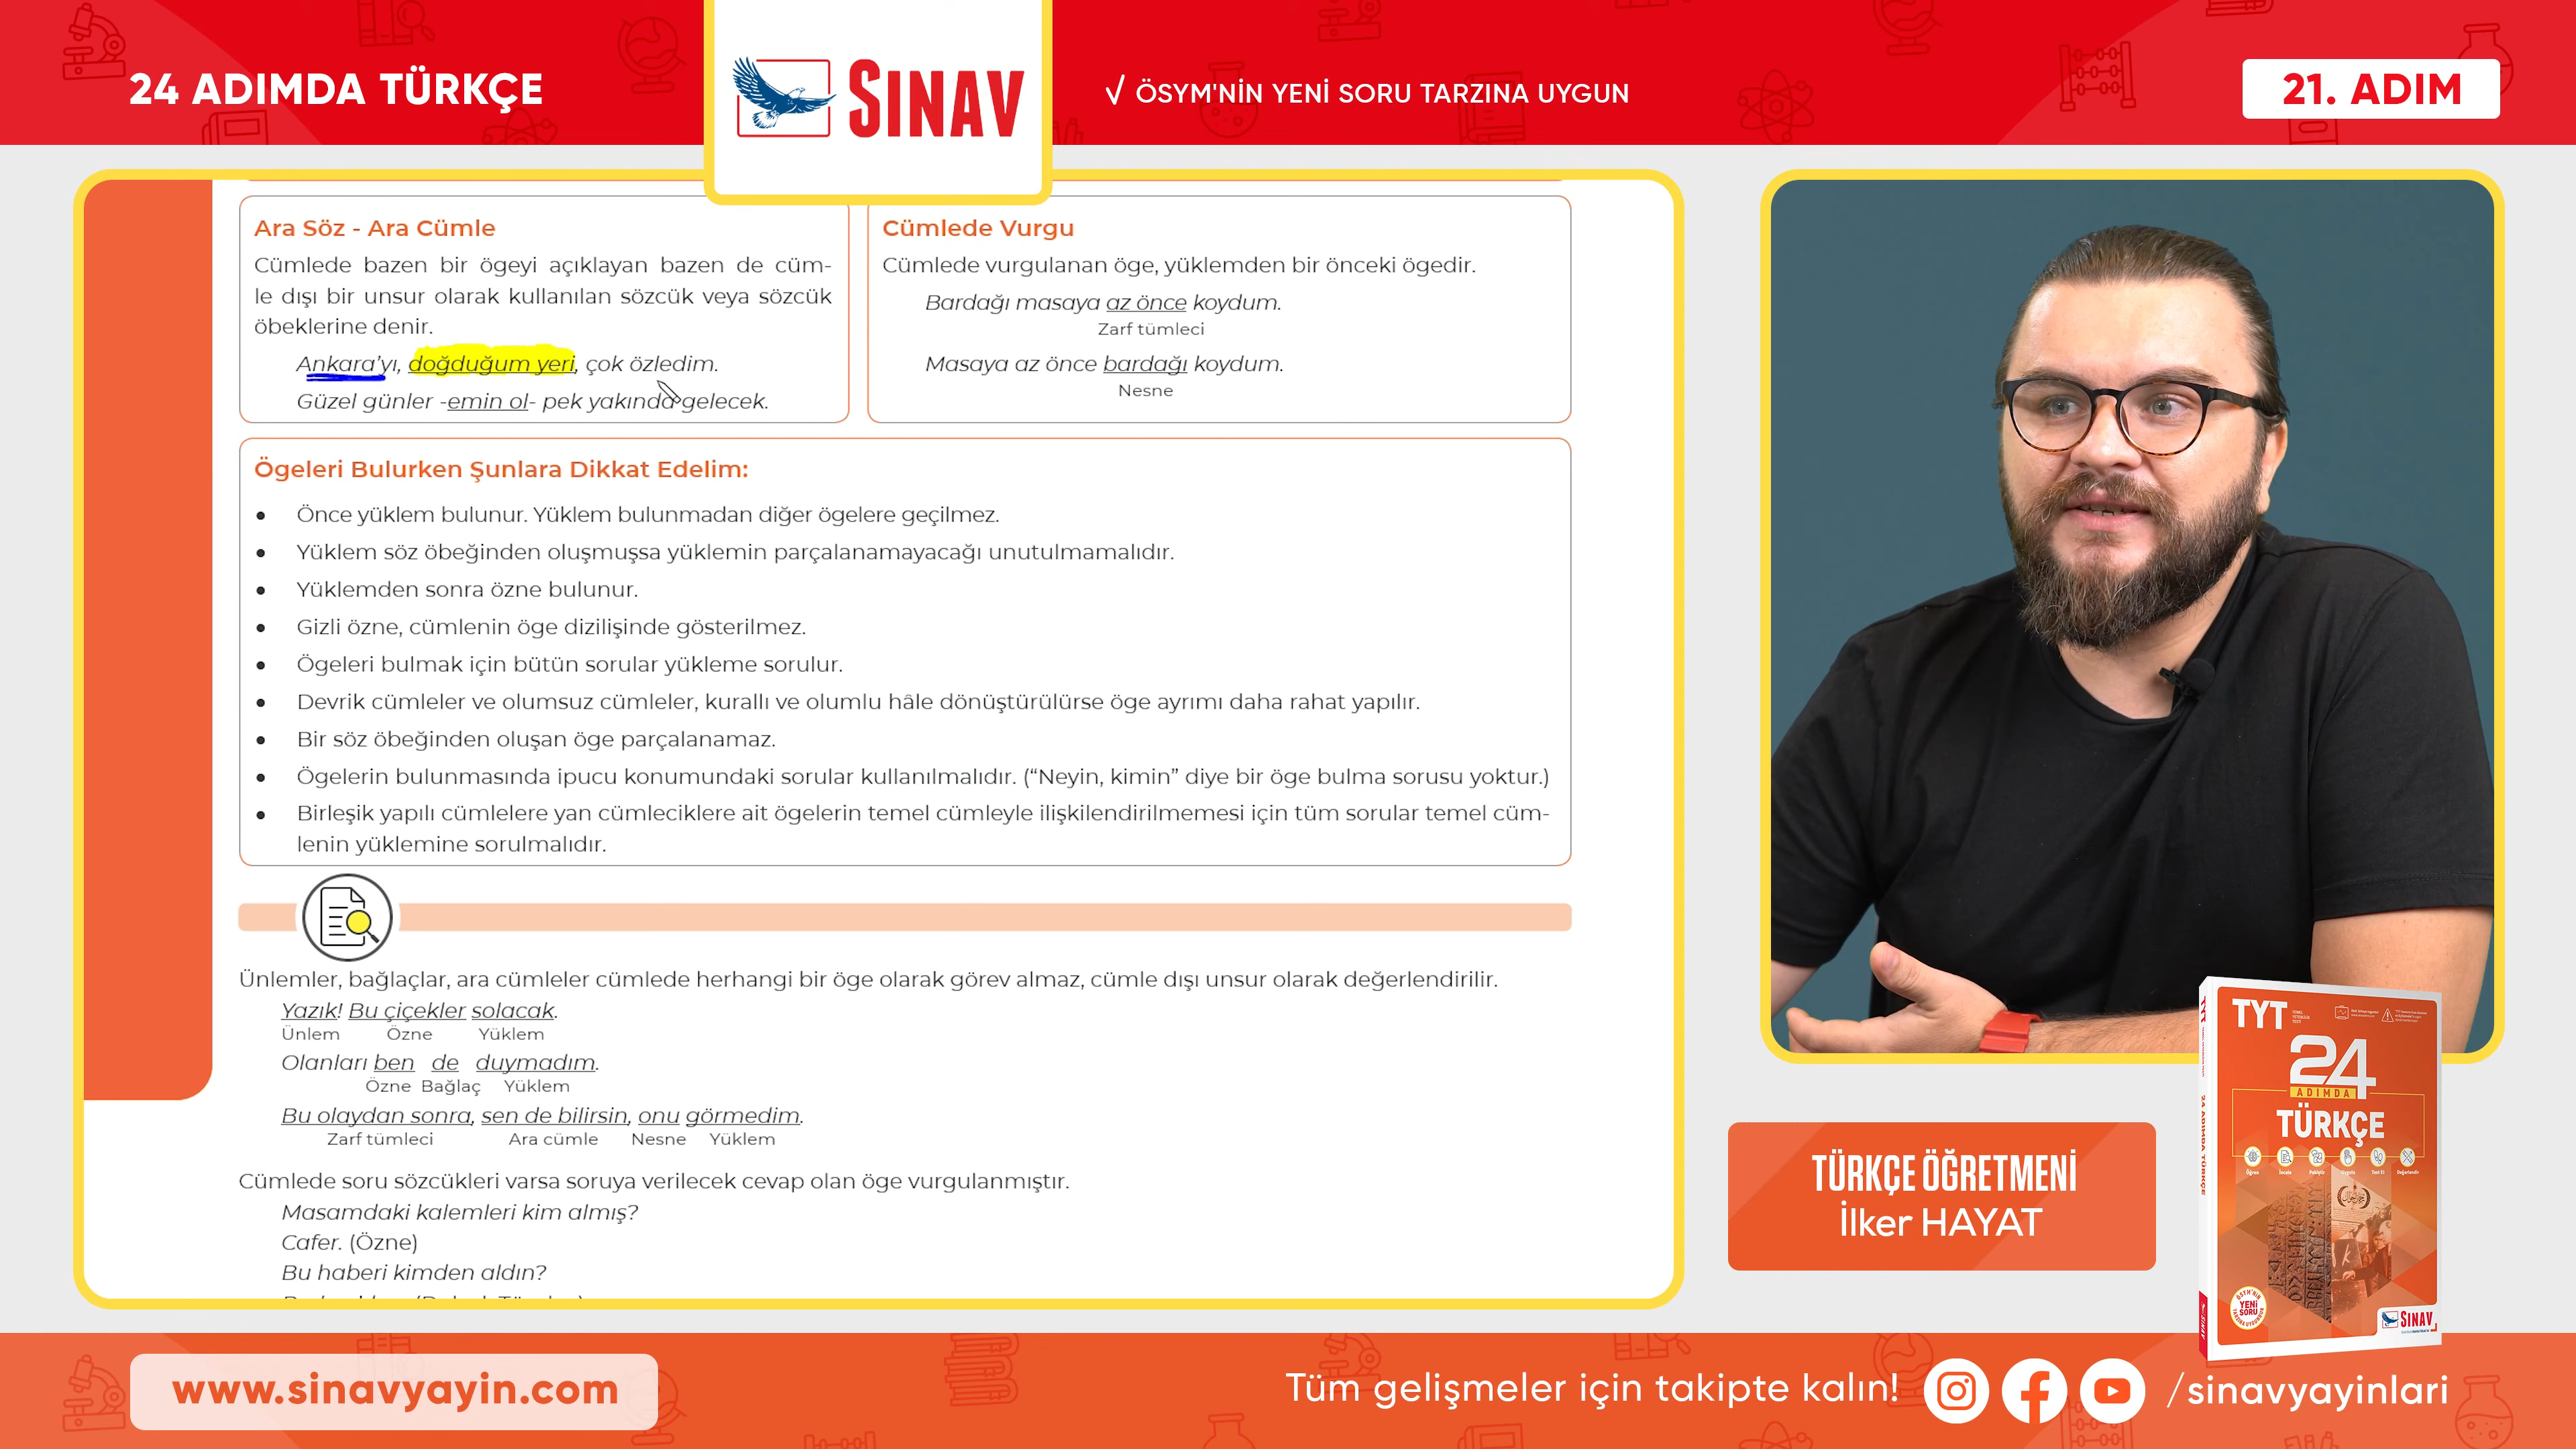 24 ADIMDA TÜRKÇE
SINAV
√ ÖSYM'NİN YENİ SORU TARZINA UYGUN
21. ADIM
Ara Söz - Ara Cümle
Cümlede bazen bir ögeyi açıklayan bazen de cüm-
le dışı bir unsur olarak kullanılan sözcük veya sözcük
öbeklerine denir.
Ankara'yı, doğduğum yeri, çok özledim.
Güzel günler -emin ol- pek yakında gelecek.
Cümlede Vurgu
Cümlede vurgulanan öge, yüklemden bir önceki ögedir.
Bardağı masaya az önce koydum.
Zarf tümleci
Masaya az önce bardağı koydum.
Nesne
Ögeleri Bulurken Şunlara Dikkat Edelim:
• Önce yüklem bulunur. Yüklem bulunmadan diğer ögelere geçilmez.
• Yüklem söz öbeğinden oluşmuşsa yüklemin parçalanamayacağı unutulmamalıdır.
• Yüklemden sonra özne bulunur.
• Gizli özne, cümlenin öge dizilişinde gösterilmez.
• Ögeleri bulmak için bütün sorular yükleme sorulur.
• Devrik cümleler ve olumsuz cümleler, kurallı ve olumlu hâle dönüştürülürse öge ayrımı daha rahat yapılır.
• Bir söz öbeğinden oluşan öge parçalanamaz.
• Ögelerin bulunmasında ipucu konumundaki sorular kullanılmalıdır. (“Neyin, kimin” diye bir öge bulma sorusu yoktur.)
• Birleşik yapılı cümlelere yan cümleciklere ait ögelerin temel cümleyle ilişkilendirilmemesi için tüm sorular temel cüm-
lenin yüklemine sorulmalıdır.
Ünlemler, bağlaçlar, ara cümleler cümlede herhangi bir öge olarak görev almaz, cümle dışı unsur olarak değerlendirilir.
Yazık! Bu çiçekler solacak.
Ünlem Özne Yüklem
Olanları ben de duymadım.
Özne Bağlaç Yüklem
Bu olaydan sonra, sen de bilirsin, onu görmedim.
Zarf tümleci Ara cümle Nesne Yüklem
Cümlede soru sözcükleri varsa soruya verilecek cevap olan öge vurgulanmıştır.
Masamdaki kalemleri kim almış?
Cafer. (Özne)
Bu haberi kimden aldın?
TÜRKÇE ÖĞRETMENİ
İlker HAYAT
TYT
24
ADIMDA
TÜRKÇE
YENİ
SORU
SINAV
24 ADIMDA TÜRKÇE
www.sinavyayin.com
Tüm gelişmeler için takipte kalın!
/sinavyayinlari